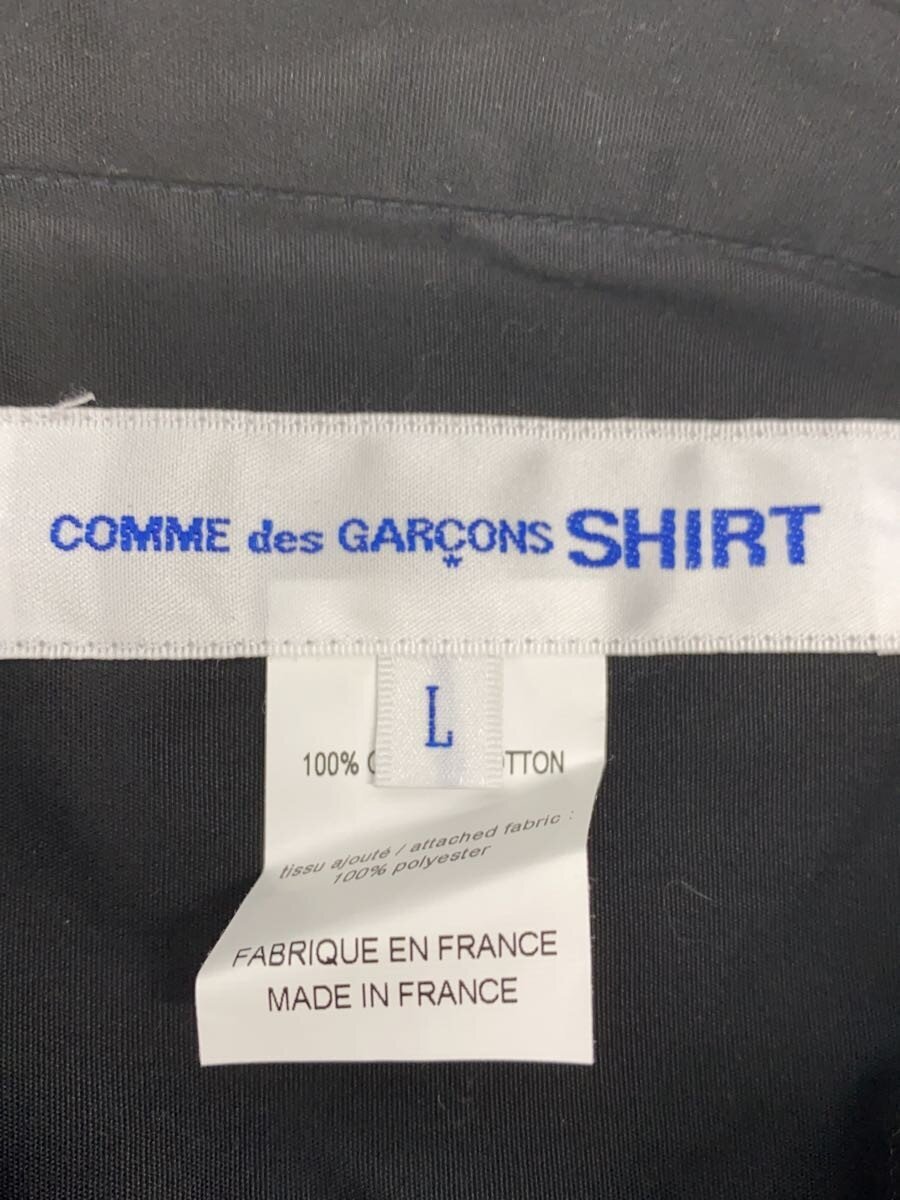 COMME des GARÇONS SHIRT
L
100% TTON
tissu ajouté / attached fabric :
100% polyester
FABRIQUE EN FRANCE
MADE IN FRANCE